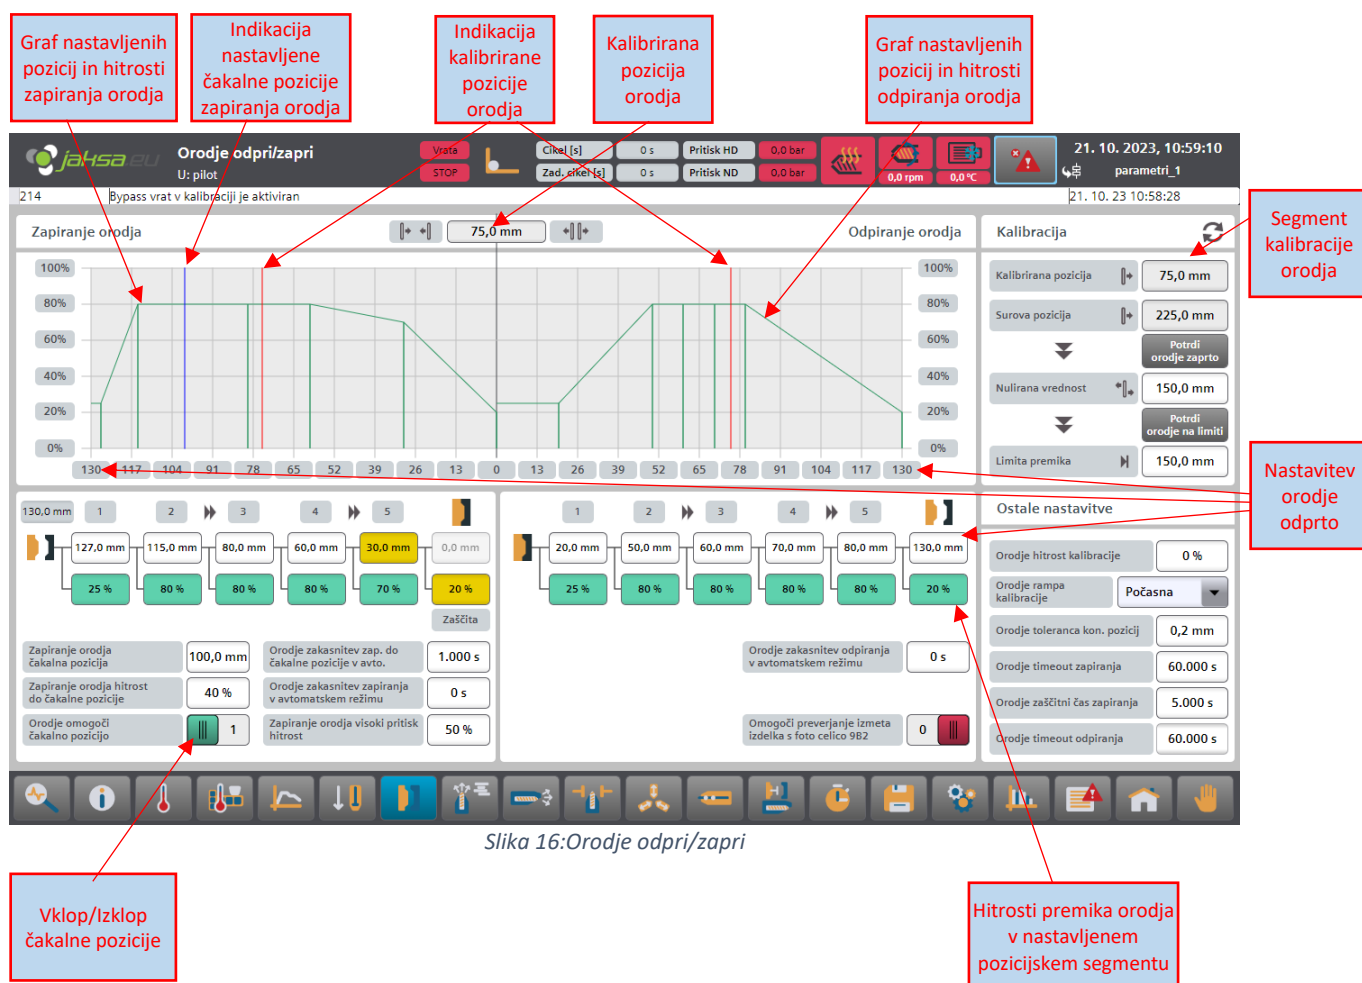 Graf nastavljenih
pozicij in hitrosti
zapiranja orodja
Indikacija
nastavljene
čakalne pozicije
zapiranja orodja
Indikacija
kalibrirane
pozicije
orodja
Kalibrirana
pozicija
orodja
Graf nastavljenih
pozicij in hitrosti
odpiranja orodja
jaksa.eu
Orodje odpri/zapri
U: pilot
Vrata
STOP
Cikel [s]
0 s
Zad. cikel [s]
0 s
Pritisk HD
0,0 bar
Pritisk ND
0,0 bar
0,0 rpm
0,0 °C
21. 10. 2023, 10:59:10
parametri_1
214
Bypass vrat v kalibraciji je aktiviran
21. 10. 23 10:58:28
Zapiranje orodja
75,0 mm
Odpiranje orodja
100%
80%
60%
40%
20%
0%
100%
80%
60%
40%
20%
0%
130 117 104 91 78 65 52 39 26 13 0 13 26 39 52 65 78 91 104 117 130
Kalibracija
Kalibrirana pozicija
75,0 mm
Surova pozicija
225,0 mm
Potrdi
orodje zaprto
Nulirana vrednost
150,0 mm
Potrdi
orodje na limiti
Limita premika
150,0 mm
Segment
kalibracije
orodja
Nastavitev
orodje
odprto
130,0 mm 1 2 3 4 5
127,0 mm 115,0 mm 80,0 mm 60,0 mm 30,0 mm 0,0 mm
25 % 80 % 80 % 80 % 70 % 20 %
Zaščita
Zapiranje orodja
čakalna pozicija
100,0 mm
Orodje zakasnitev zap. do
čakalne pozicije v avto.
1.000 s
Zapiranje orodja hitrost
do čakalne pozicije
40 %
Orodje zakasnitev zapiranja
v avtomatskem režimu
0 s
Orodje omogoči
čakalno pozicijo
1
Zapiranje orodja visoki pritisk
hitrost
50 %
1 2 3 4 5
20,0 mm 50,0 mm 60,0 mm 70,0 mm 80,0 mm 130,0 mm
25 % 80 % 80 % 80 % 80 % 20 %
Orodje zakasnitev odpiranja
v avtomatskem režimu
0 s
Omogoči preverjanje izmeta
izdelka s foto celico 9B2
0
Ostale nastavitve
Orodje hitrost kalibracije
0 %
Orodje rampa
kalibracije
Počasna
Orodje toleranca kon. pozicij
0,2 mm
Orodje timeout zapiranja
60.000 s
Orodje zaščitni čas zapiranja
5.000 s
Orodje timeout odpiranja
60.000 s
Slika 16:Orodje odpri/zapri
Vklop/Izklop
čakalne pozicije
Hitrosti premika orodja
v nastavljenem
pozicijskem segmentu